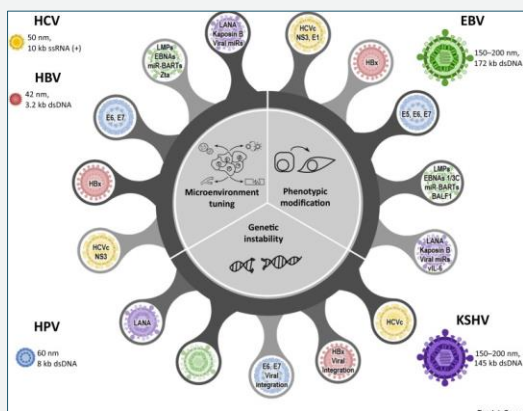 HCV
50 nm,
10 kb ssRNA (+)
HBV
42 nm,
3.2 kb dsDNA
EBV
150–200 nm,
172 kb dsDNA
LANA
Kaposin B
Viral miRs
HCVc
NS3, E1
LMPs
EBNAs
miR-BARTs
Zta
HBx
E6, E7
E5, E6, E7
HBx
LMPs
EBNAs 1/3C
miR-BARTs
BALF1
HCVc
NS3
LANA
Kaposin B
Viral miRs
vIL-6
LANA
HCVc
E6, E7
Viral
integration
HBx
Viral
integration
Microenvironment
tuning
Phenotypic
modification
Genetic
instability
HPV
60 nm
8 kb dsDNA
KSHV
150–200 nm,
145 kb dsDNA